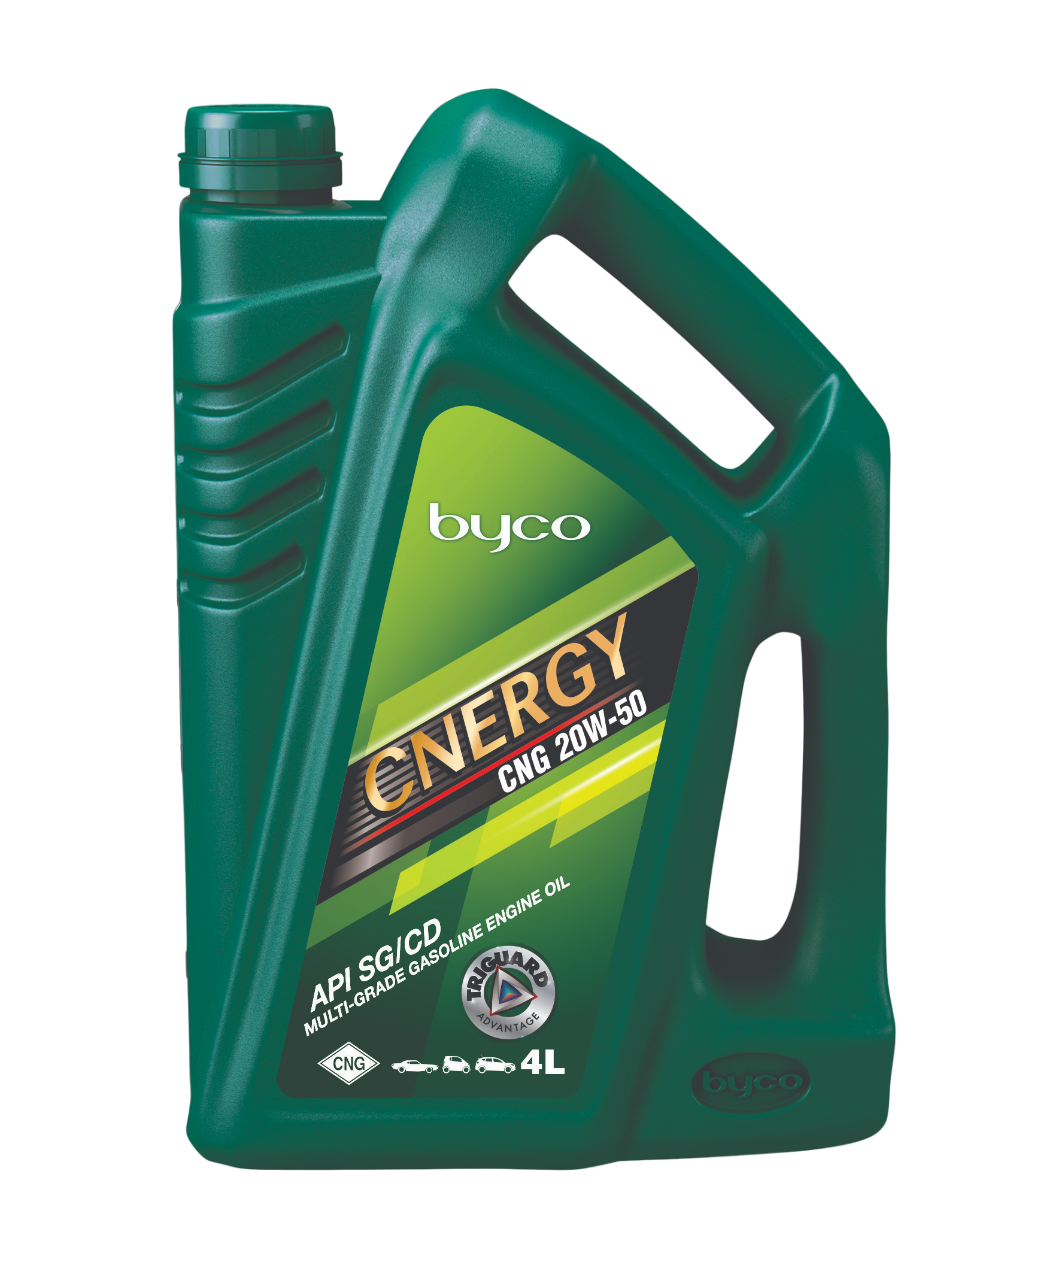 byco
CNERGY
CNG 20W-50
API SG/CD
MULTI-GRADE GASOLINE ENGINE OIL
TRIGUARD
ADVANTAGE
CNG
4L
byco